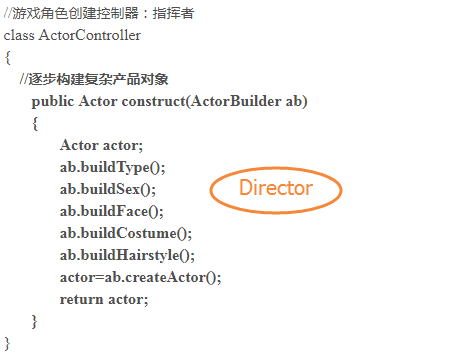 //游戏角色创建控制器：指挥者
class ActorController
{
//逐步构建复杂产品对象
public Actor construct(ActorBuilder ab)
{
Actor actor;
ab.buildType();
ab.buildSex();
Director
ab.buildFace();
ab.buildCostume();
ab.buildHairstyle();
actor=ab.createActor();
return actor;
}
}